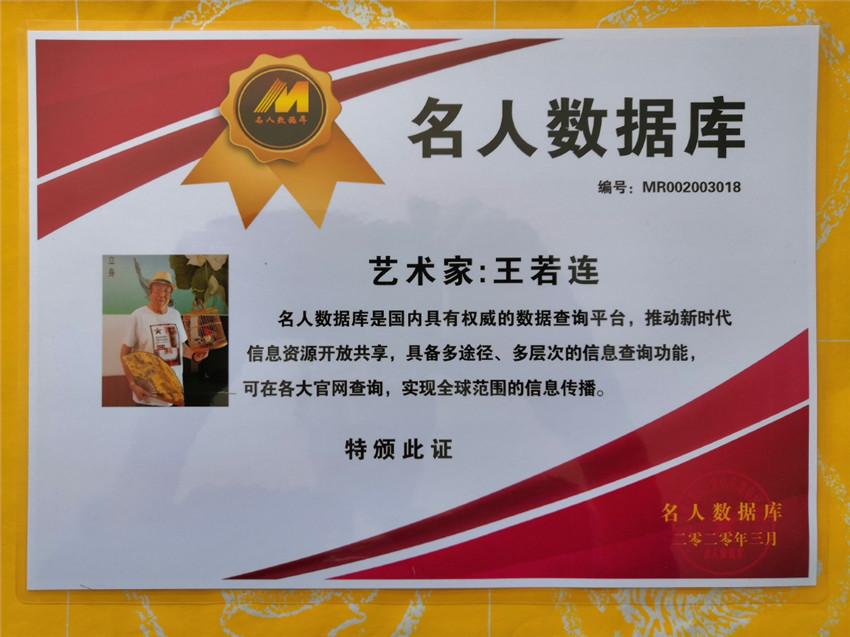 名人数据库
名人数据库
编号：MR002003018
立身
艺术家:王若连
名人数据库是国内具有权威的数据查询平台，推动新时代
信息资源开放共享，具备多途径、多层次的信息查询功能，
可在各大官网查询，实现全球范围的信息传播。
特颁此证
名人数据库
二零二零年三月